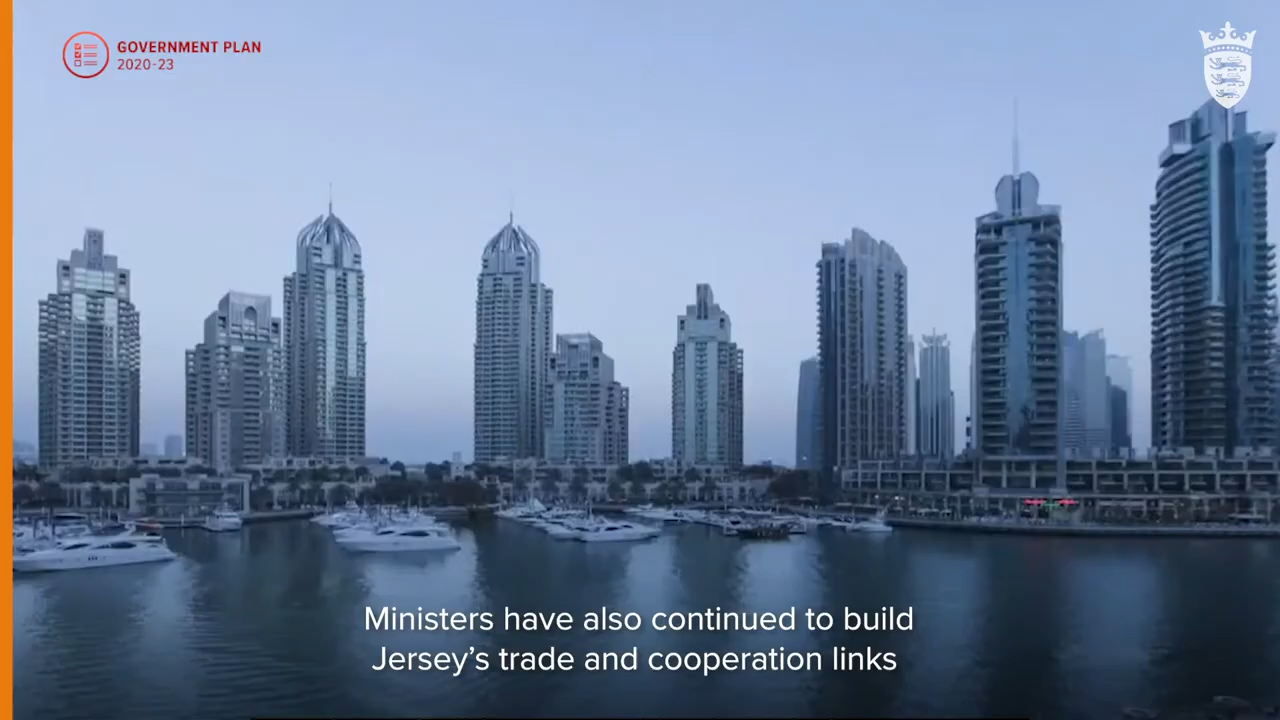 GOVERNMENT PLAN
2020-23
Ministers have also continued to build
Jersey's trade and cooperation links